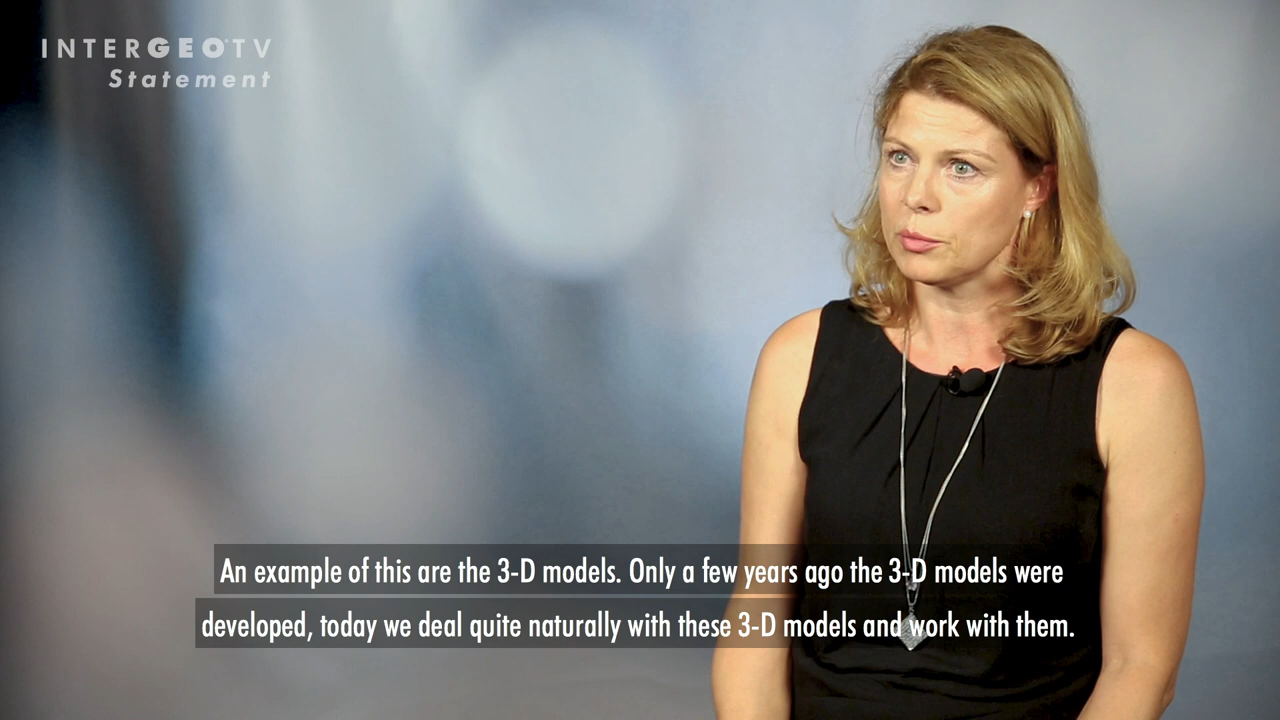 INTERGEO TV
Statement
An example of this are the 3-D models. Only a few years ago the 3-D models were
developed, today we deal quite naturally with these 3-D models and work with them.